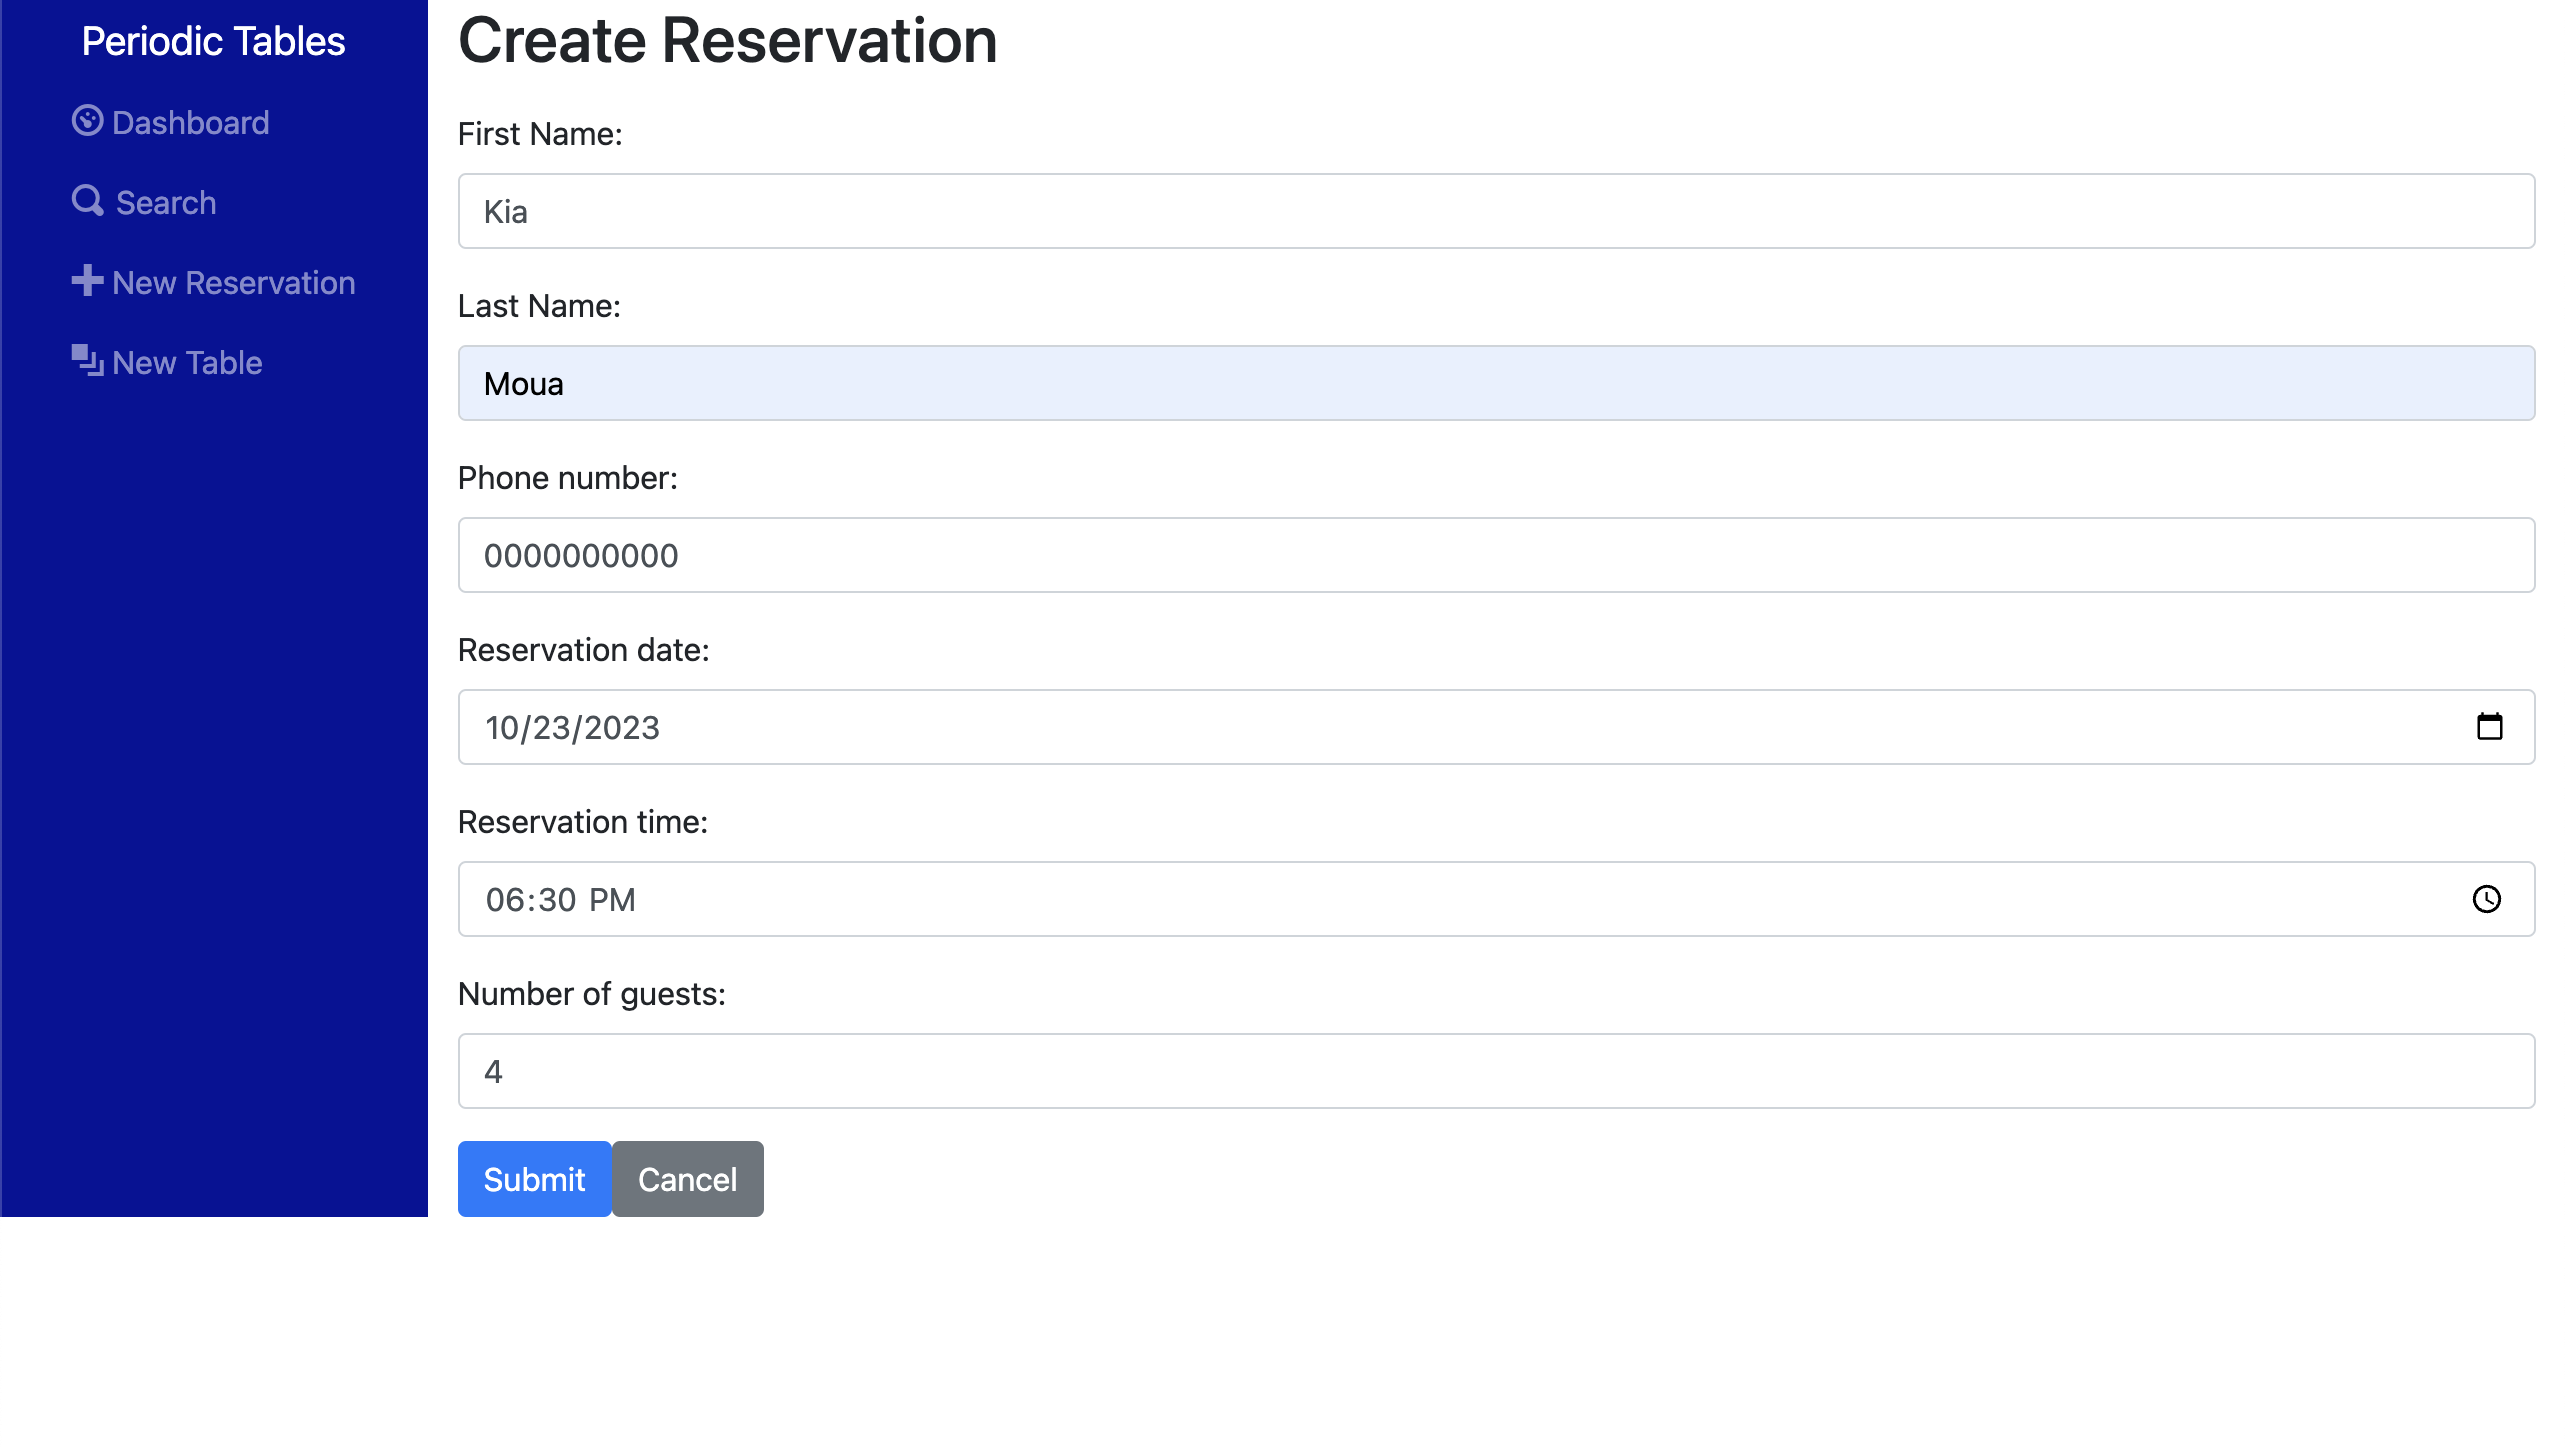 Periodic Tables
Dashboard
Search
New Reservation
New Table
Create Reservation
First Name:
Kia
Last Name:
Moua
Phone number:
0000000000
Reservation date:
10/23/2023
Reservation time:
06:30 PM
Number of guests:
4
Submit Cancel